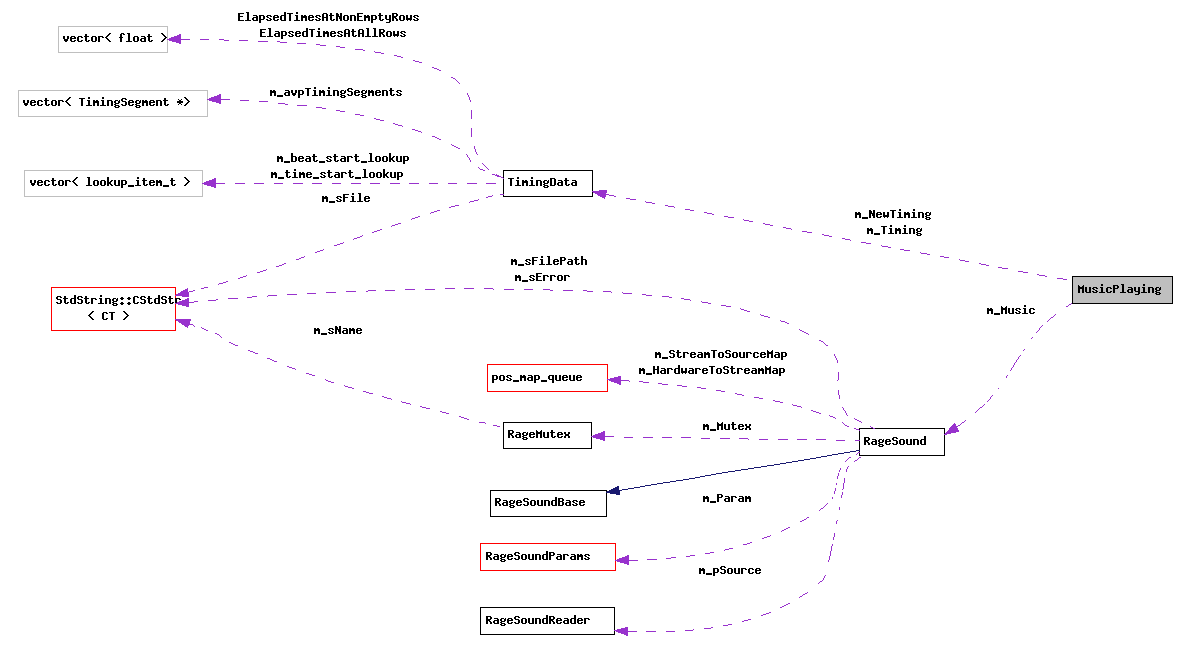 ElapsedTimesAtNonEmptyRows
ElapsedTimesAtAllRows
vector< float >
m_avpTimingSegments
vector< TimingSegment *>
m_beat_start_lookup
m_time_start_lookup
vector< lookup_item_t >
TimingData
m_sFile
m_NewTiming
m_Timing
m_sFilePath
m_sError
MusicPlaying
StdString::CStdStr
< CT >
m_Music
m_sName
m_StreamToSourceMap
m_HardwareToStreamMap
pos_map_queue
m_Mutex
RageMutex
RageSound
m_Param
RageSoundBase
RageSoundParams
m_pSource
RageSoundReader